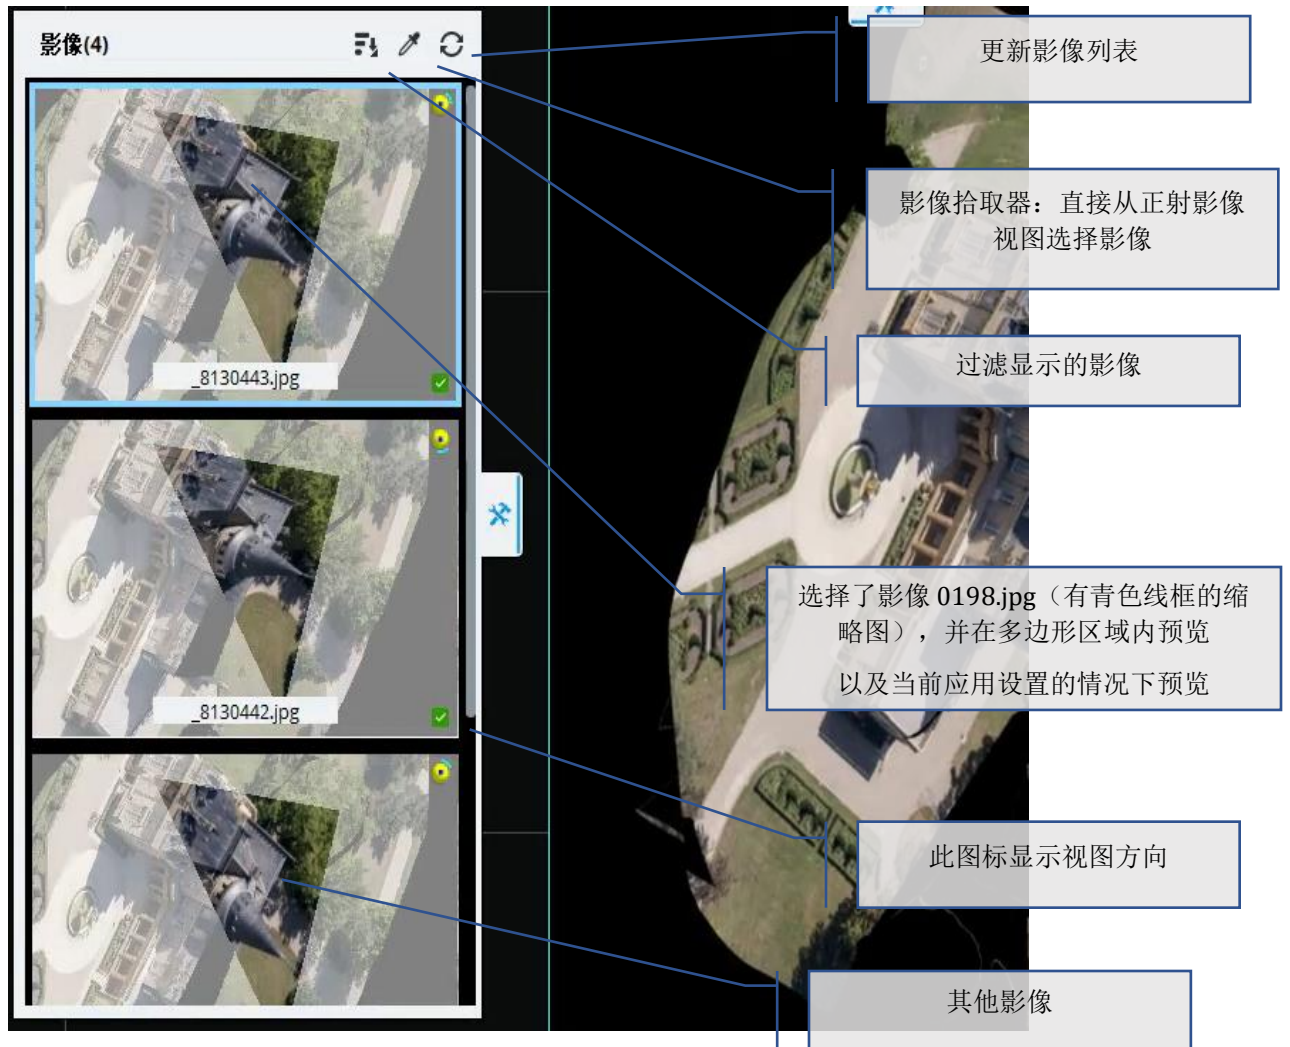 影像(4)
更新影像列表
影像拾取器：直接从正射影像
视图选择影像
过滤显示的影像
_8130443.jpg
选择了影像 0198.jpg（有青色线框的缩
略图），并在多边形区域内预览
以及当前应用设置的情况下预览
_8130442.jpg
此图标显示视图方向
其他影像